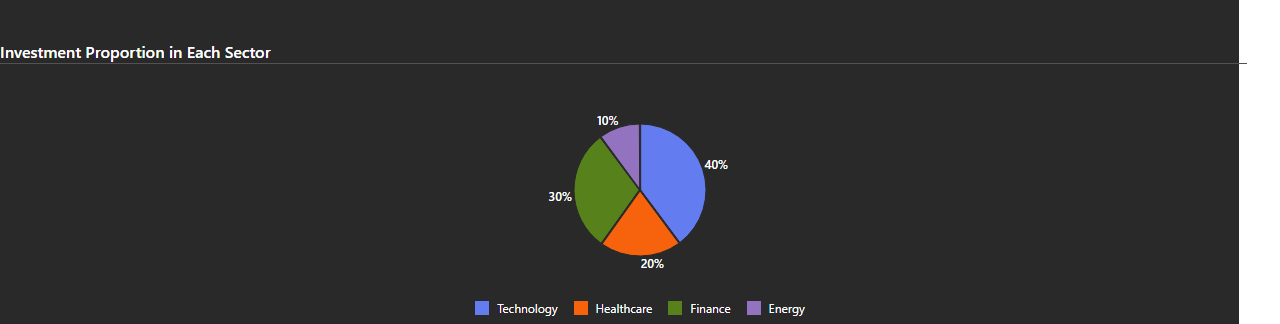 Investment Proportion in Each Sector
10%
40%
30%
20%
Technology Healthcare Finance Energy